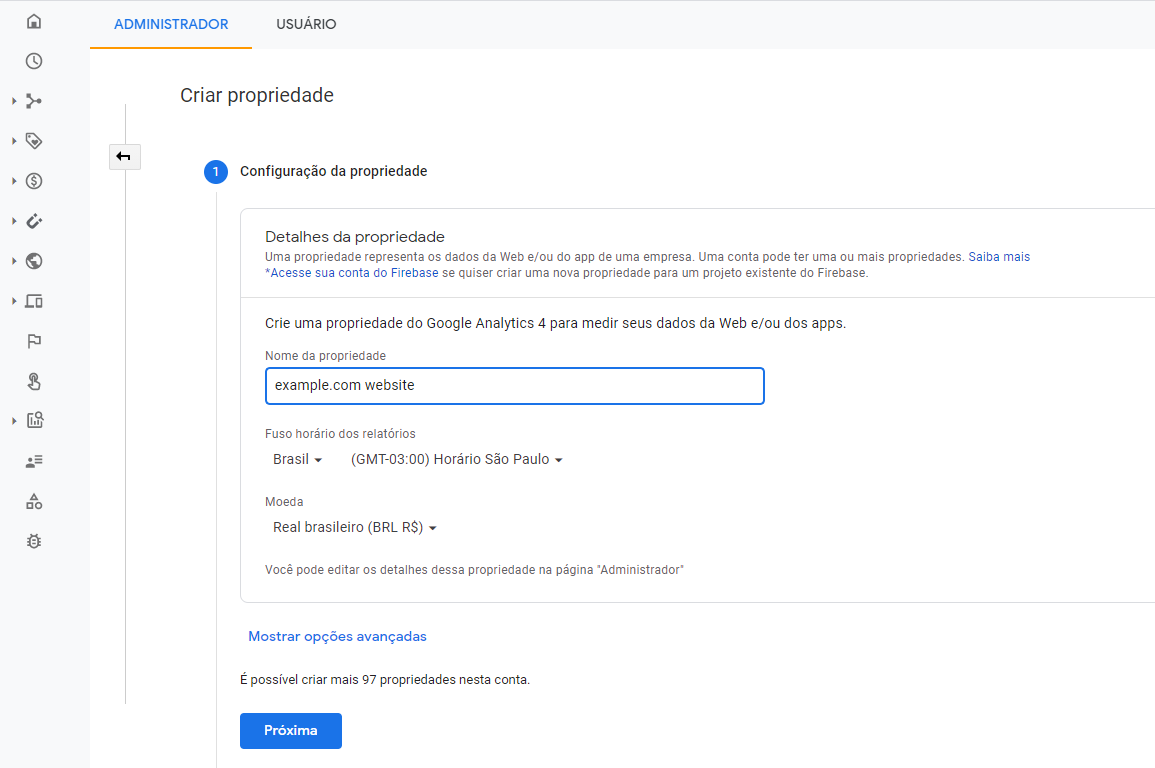 ADMINISTRADOR USUÁRIO
Criar propriedade
1 Configuração da propriedade
Detalhes da propriedade
Uma propriedade representa os dados da Web e/ou do app de uma empresa. Uma conta pode ter uma ou mais propriedades. Saiba mais
*Acesse sua conta do Firebase se quiser criar uma nova propriedade para um projeto existente do Firebase.
Crie uma propriedade do Google Analytics 4 para medir seus dados da Web e/ou dos apps.
Nome da propriedade
example.com website
Fuso horário dos relatórios
Brasil (GMT-03:00) Horário São Paulo
Moeda
Real brasileiro (BRL R$)
Você pode editar os detalhes dessa propriedade na página "Administrador"
Mostrar opções avançadas
É possível criar mais 97 propriedades nesta conta.
Próxima